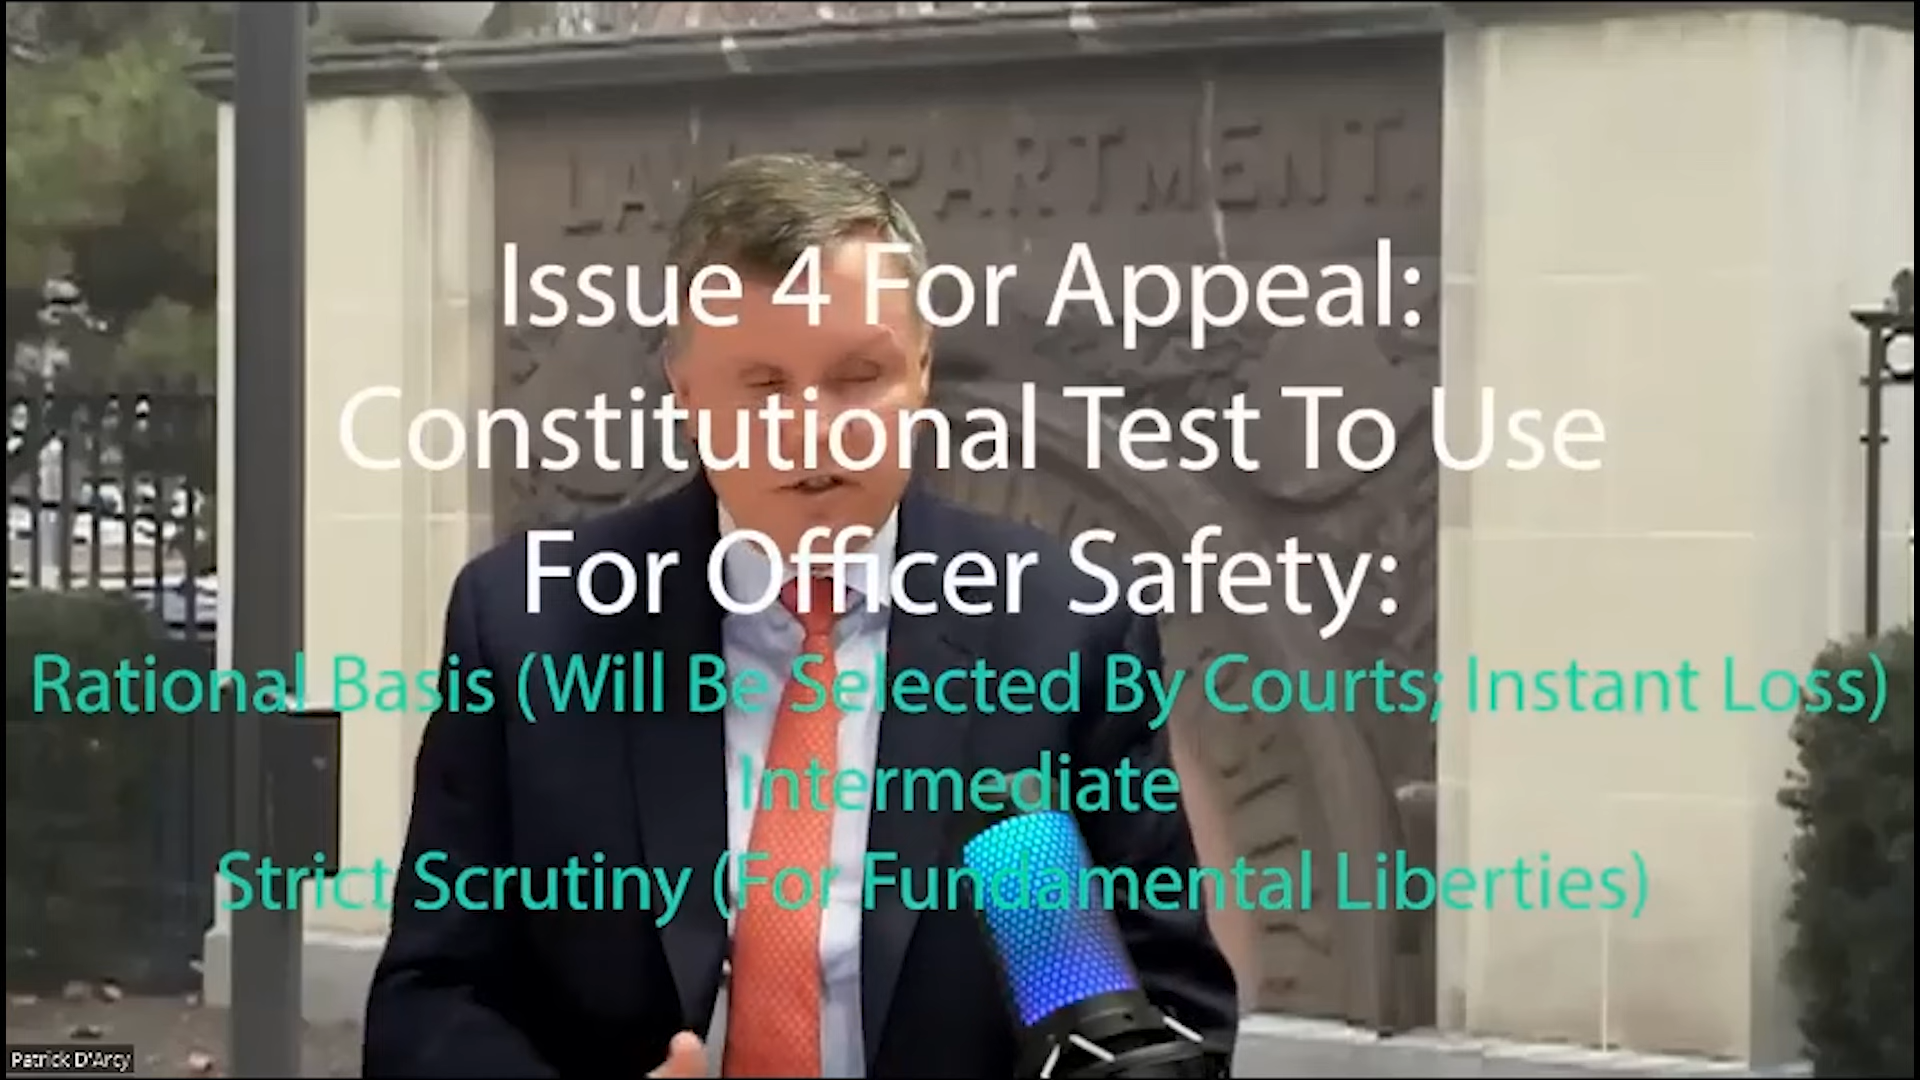 DEPARTMENT.
Issue 4 For Appeal:
Constitutional Test To Use
For Officer Safety:
Rational Basis (Will Be Selected By Courts; Instant Loss)
Intermediate
Strict Scrutiny (For Fundamental Liberties)
Patrick D'Arcy